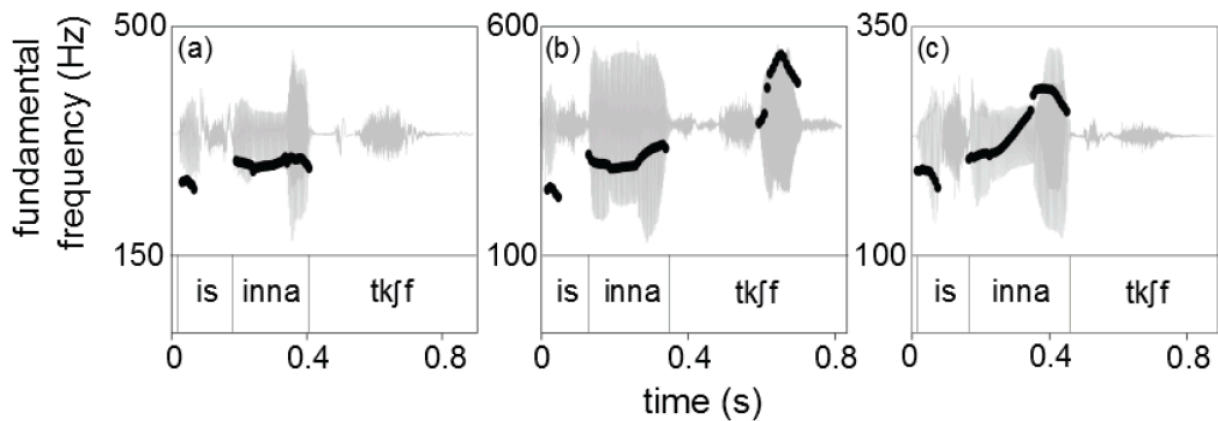 fundamental
frequency (Hz)
500
(a)
150
is inna tkʃf
0 0.4 0.8
600
(b)
100
is inna tkʃf
0 0.4 0.8
350
(c)
100
is inna tkʃf
0 0.4 0.8
time (s)